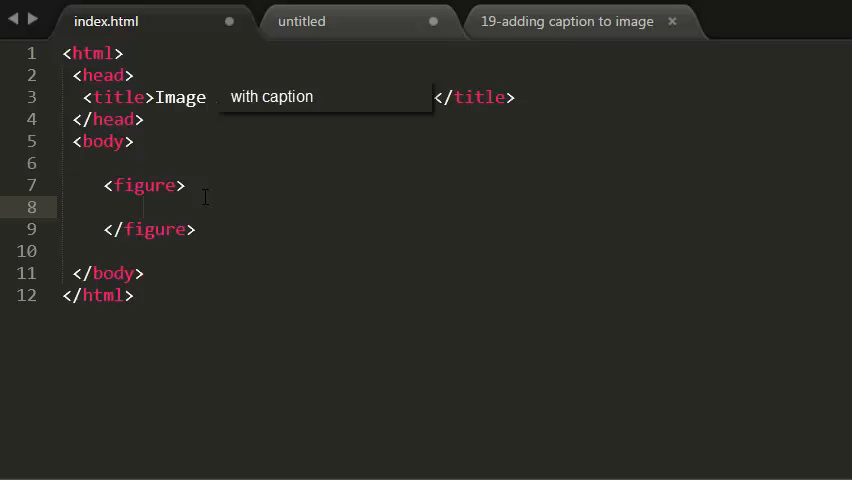 index.html untitled 19-adding caption to image ×
1 <html>
2 <head>
3 <title>Image with caption </title>
4 </head>
5 <body>
6
7 <figure>
8
9 </figure>
10
11 </body>
12 </html>